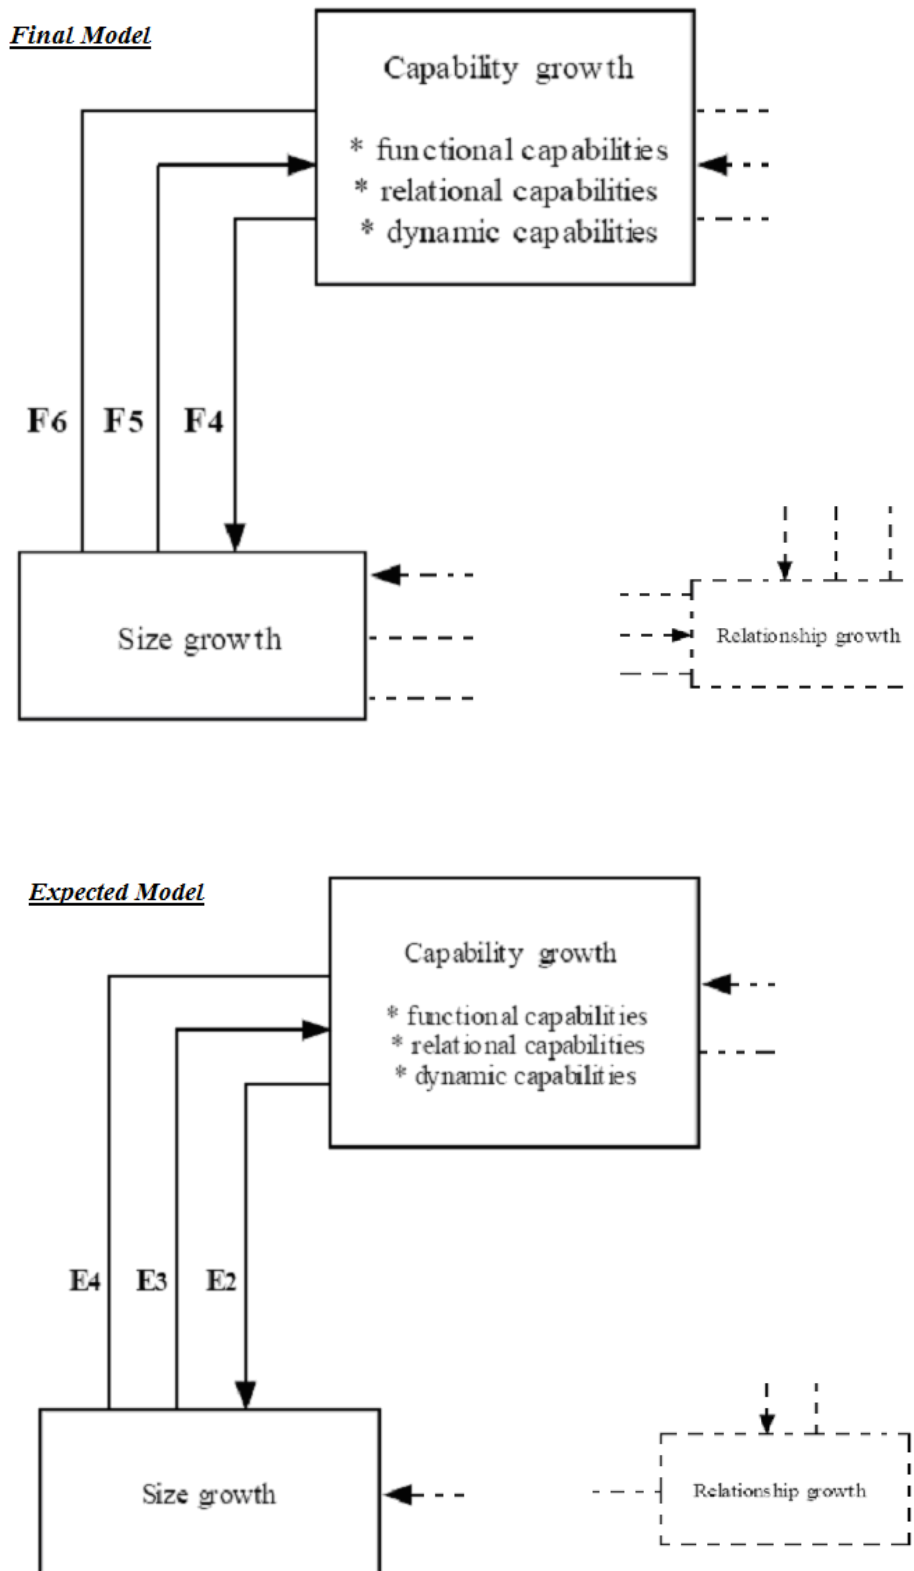 Final Model
Capability growth
* functional capabilities
* relational capabilities
* dynamic capabilities
F6 F5 F4
Size growth
Relationship growth
Expected Model
Capability growth
* functional capabilities
* relational capabilities
* dynamic capabilities
E4 E3 E2
Size growth
Relationship growth